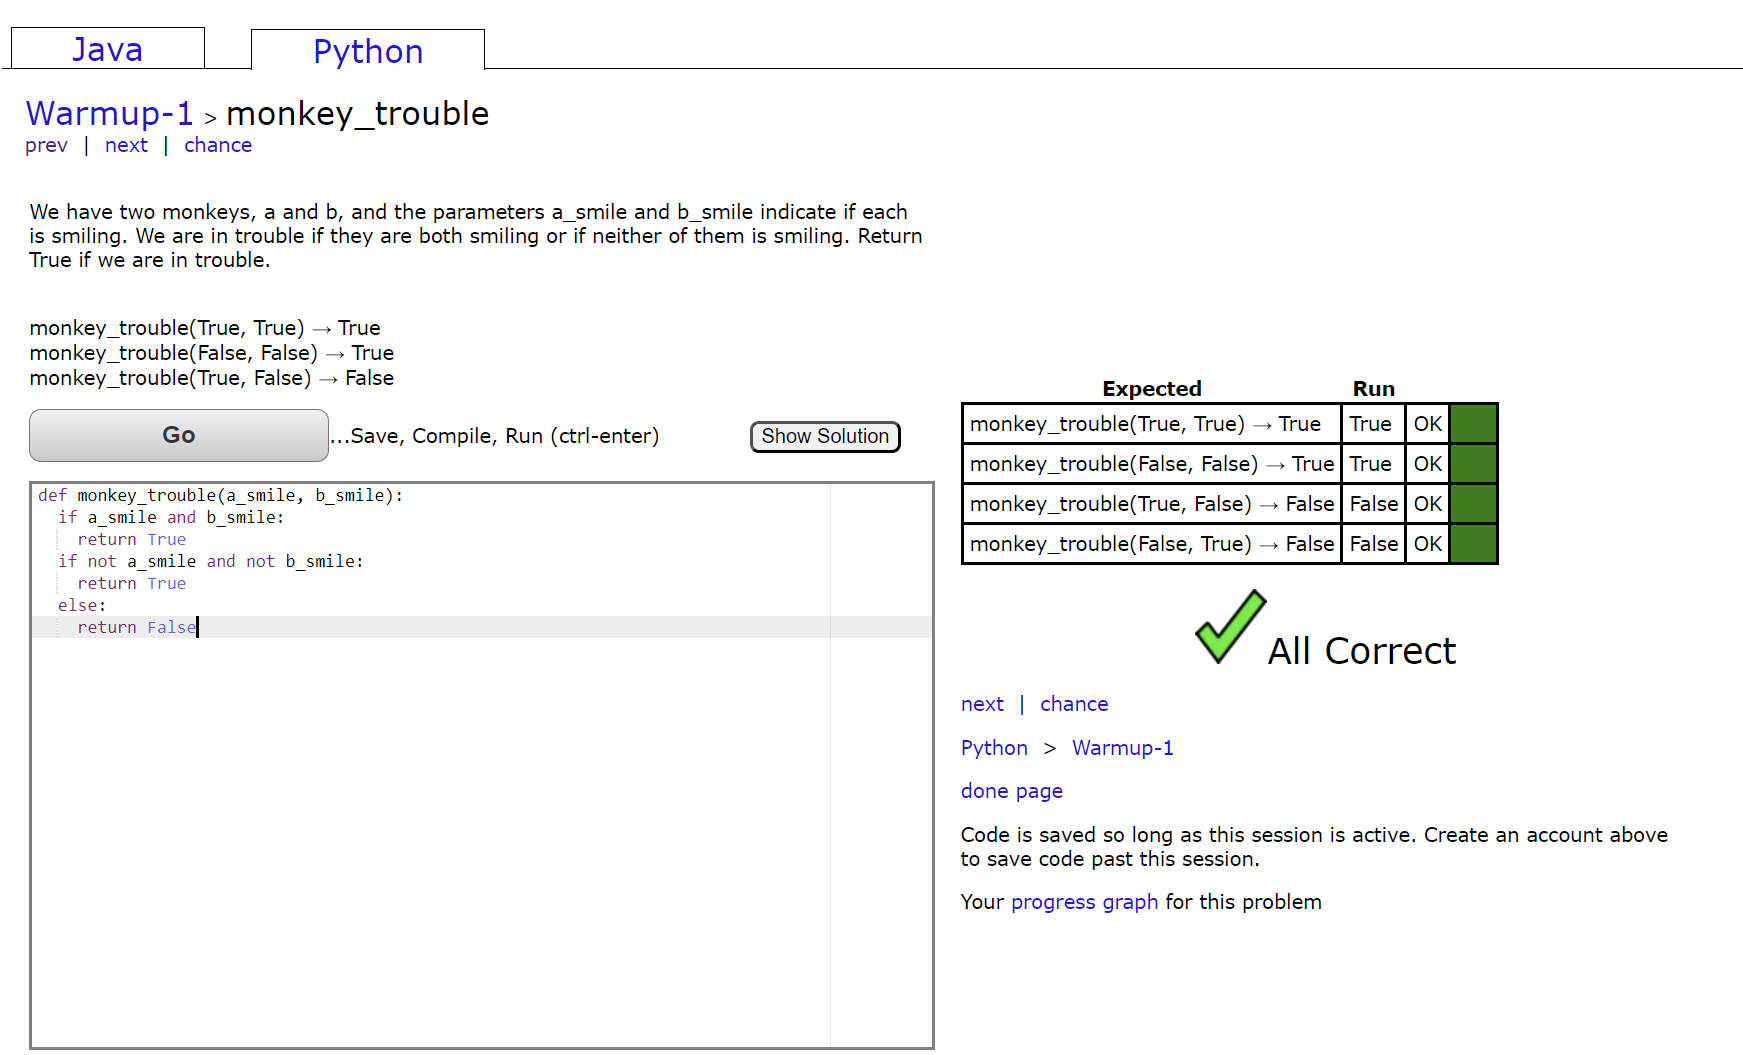 Java
Python
Warmup-1 > monkey_trouble
prev | next | chance
We have two monkeys, a and b, and the parameters a_smile and b_smile indicate if each
is smiling. We are in trouble if they are both smiling or if neither of them is smiling. Return
True if we are in trouble.
monkey_trouble(True, True) → True
monkey_trouble(False, False) → True
monkey_trouble(True, False) → False
Go ...Save, Compile, Run (ctrl-enter) Show Solution
def monkey_trouble(a_smile, b_smile):
  if a_smile and b_smile:
    return True
  if not a_smile and not b_smile:
    return True
  else:
    return False
Expected Run
monkey_trouble(True, True) → True True OK
monkey_trouble(False, False) → True True OK
monkey_trouble(True, False) → False False OK
monkey_trouble(False, True) → False False OK
All Correct
next | chance
Python > Warmup-1
done page
Code is saved so long as this session is active. Create an account above
to save code past this session.
Your progress graph for this problem